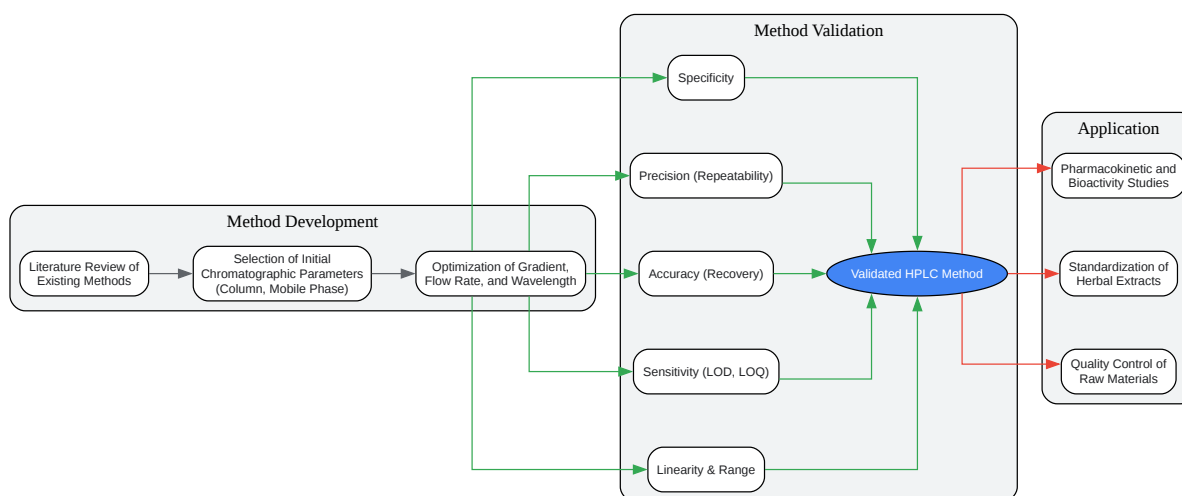 Method Development
Literature Review of
Existing Methods
Selection of Initial
Chromatographic Parameters
(Column, Mobile Phase)
Optimization of Gradient,
Flow Rate, and Wavelength
Method Validation
Specificity
Precision (Repeatability)
Accuracy (Recovery)
Sensitivity (LOD, LOQ)
Linearity & Range
Validated HPLC Method
Application
Pharmacokinetic and
Bioactivity Studies
Standardization of
Herbal Extracts
Quality Control of
Raw Materials